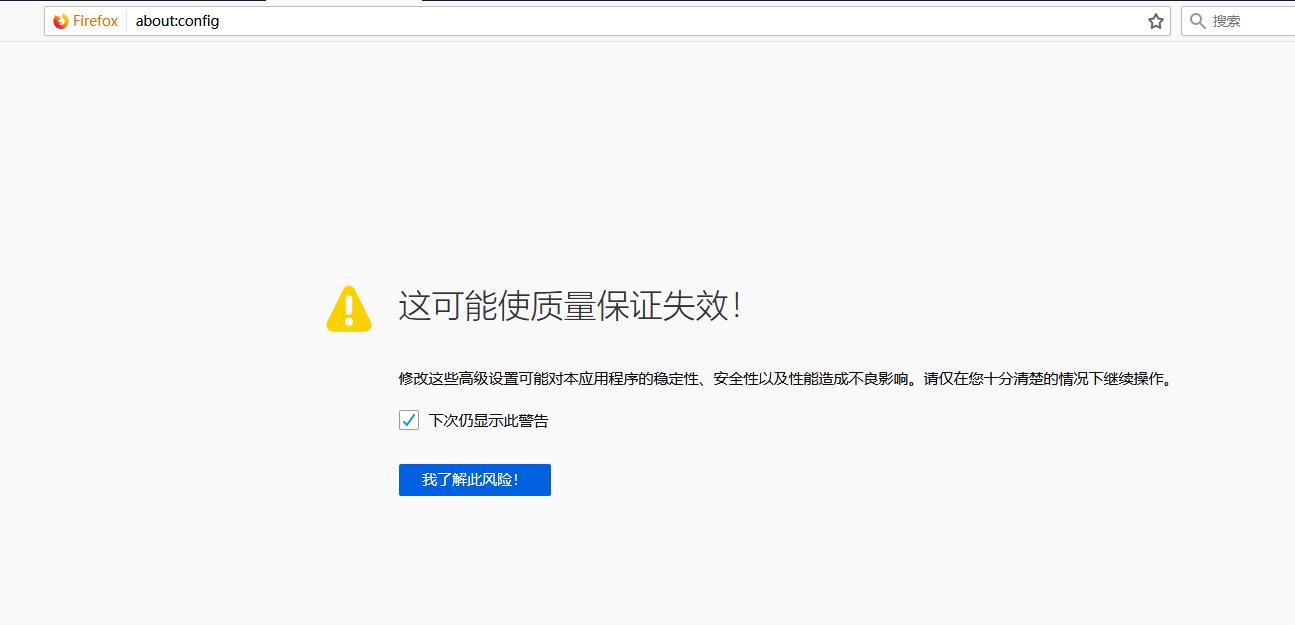 Firefox about:config 搜索
这可能使质量保证失效！
修改这些高级设置可能对本应用程序的稳定性、安全性以及性能造成不良影响。请仅在您十分清楚的情况下继续操作。
下次仍显示此警告
我了解此风险！